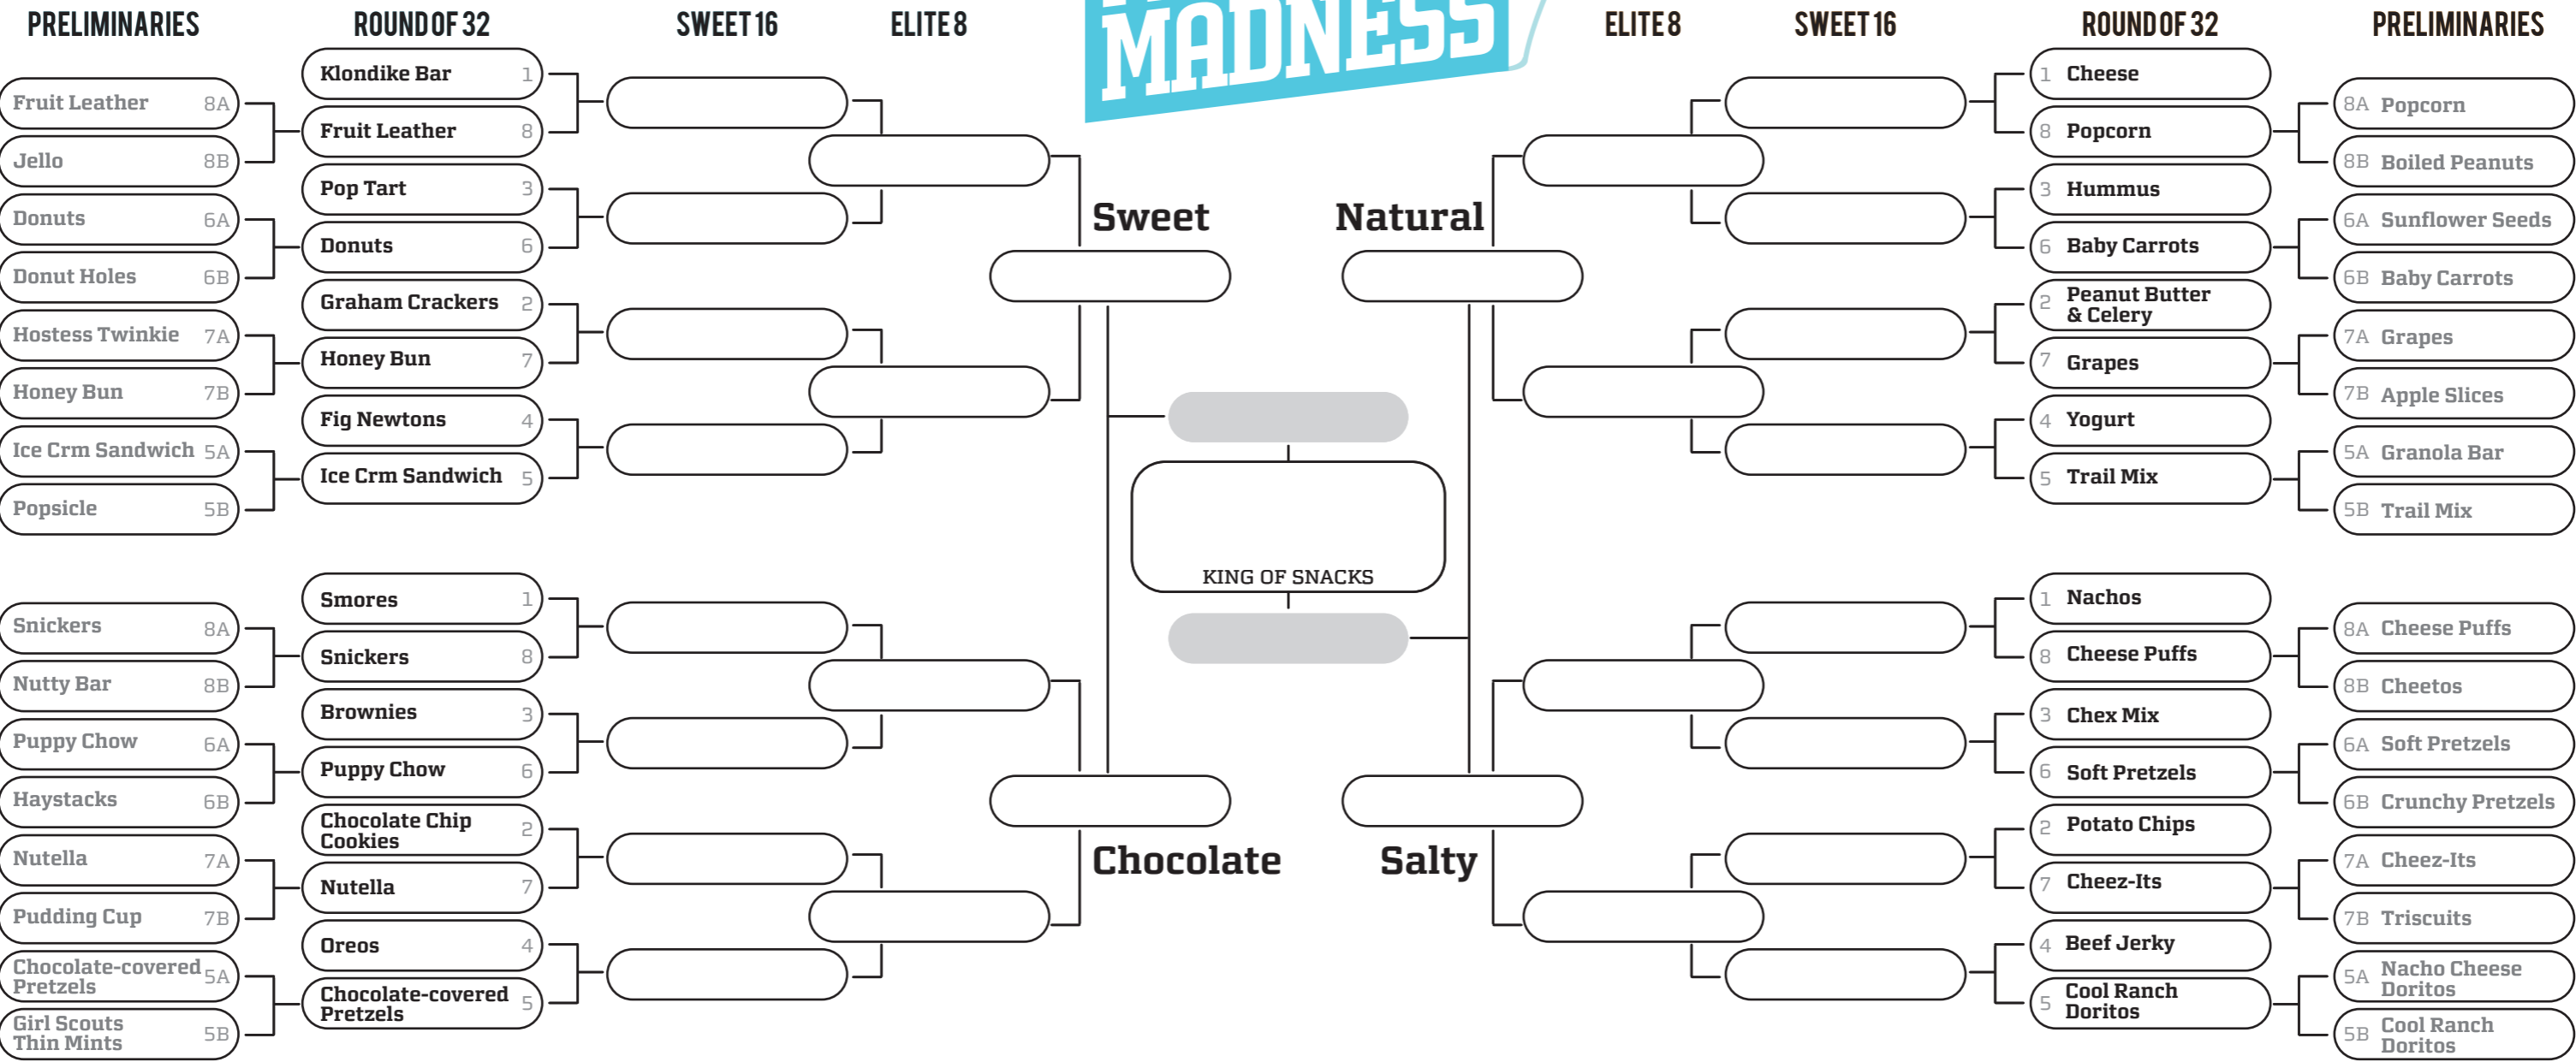 MADNESS
PRELIMINARIES
ROUND OF 32
SWEET 16
ELITE 8
ELITE 8
SWEET 16
ROUND OF 32
PRELIMINARIES
Fruit Leather 8A
Jello 8B
Donuts 6A
Donut Holes 6B
Hostess Twinkie 7A
Honey Bun 7B
Ice Crm Sandwich 5A
Popsicle 5B
Klondike Bar 1
Fruit Leather 8
Pop Tart 3
Donuts 6
Graham Crackers 2
Honey Bun 7
Fig Newtons 4
Ice Crm Sandwich 5
Sweet
Natural
1 Cheese
8 Popcorn
3 Hummus
6 Baby Carrots
2 Peanut Butter
& Celery
7 Grapes
4 Yogurt
5 Trail Mix
8A Popcorn
8B Boiled Peanuts
6A Sunflower Seeds
6B Baby Carrots
7A Grapes
7B Apple Slices
5A Granola Bar
5B Trail Mix
KING OF SNACKS
Snickers 8A
Nutty Bar 8B
Puppy Chow 6A
Haystacks 6B
Nutella 7A
Pudding Cup 7B
Chocolate-covered
Pretzels 5A
Girl Scouts
Thin Mints 5B
Smores 1
Snickers 8
Brownies 3
Puppy Chow 6
Chocolate Chip
Cookies 2
Nutella 7
Oreos 4
Chocolate-covered
Pretzels 5
Chocolate
Salty
1 Nachos
8 Cheese Puffs
3 Chex Mix
6 Soft Pretzels
2 Potato Chips
7 Cheez-Its
4 Beef Jerky
5 Cool Ranch
Doritos
8A Cheese Puffs
8B Cheetos
6A Soft Pretzels
6B Crunchy Pretzels
7A Cheez-Its
7B Triscuits
5A Nacho Cheese
Doritos
5B Cool Ranch
Doritos